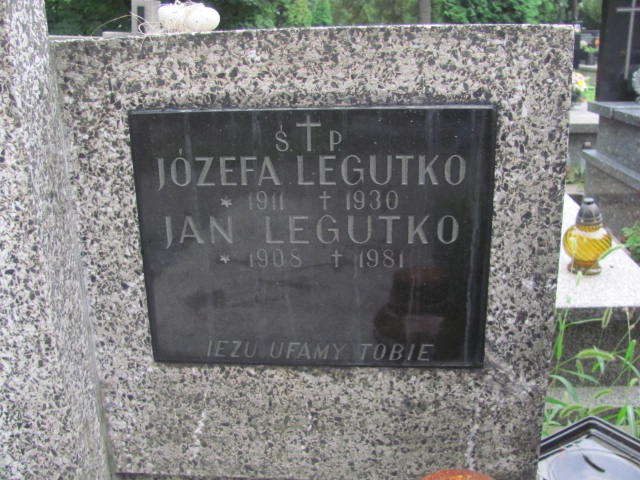 Ś✝P.
JÓZEFA LEGUTKO
* 1911 ✝ 1930
JAN LEGUTKO
* 1908 ✝ 1981
JEZU UFAMY TOBIE